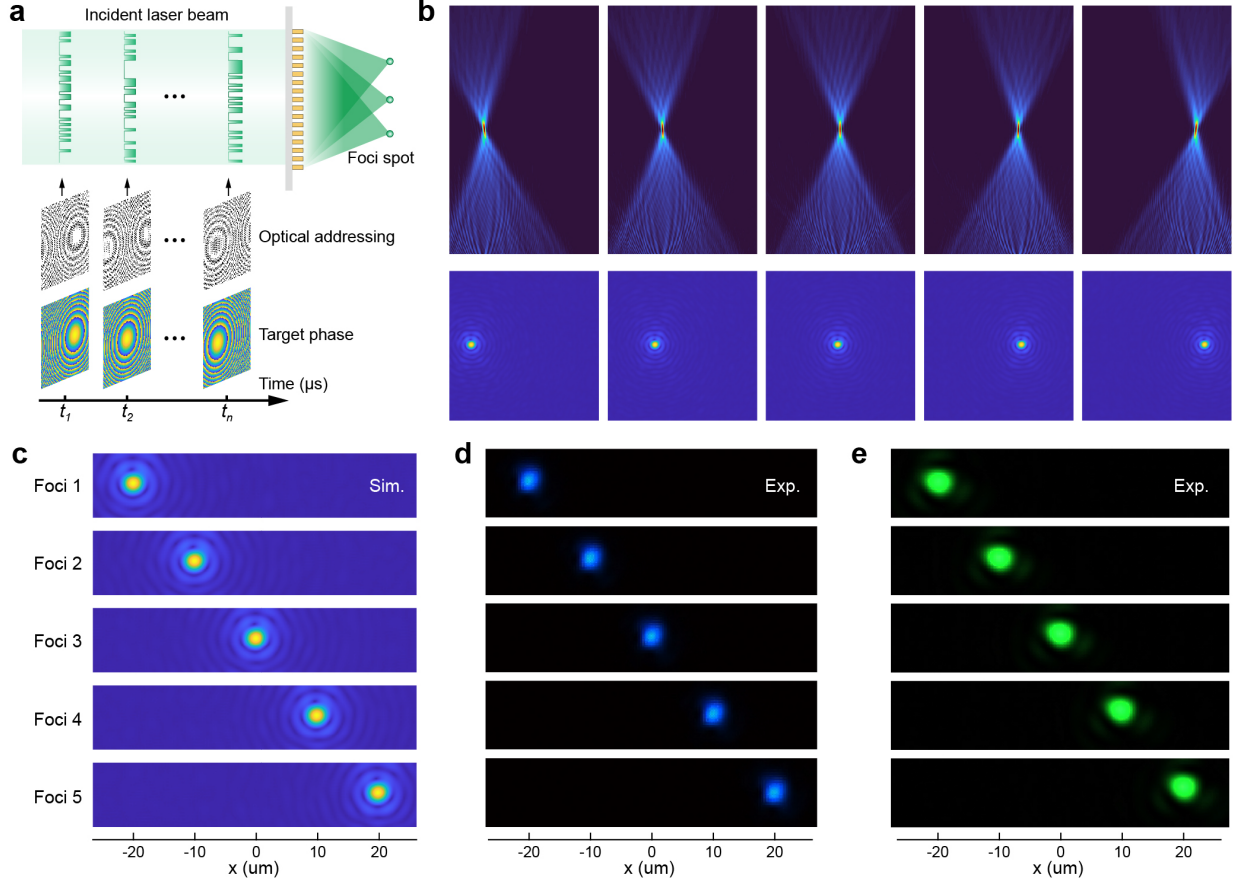 a
Incident laser beam
•••
Foci spot
Optical addressing
•••
Target phase
•••
Time (μs)
t1
t2
tn
b
c
Foci 1
Sim.
Foci 2
Foci 3
Foci 4
Foci 5
-20 -10 0 10 20
x (um)
d
Exp.
-20 -10 0 10 20
x (um)
e
Exp.
-20 -10 0 10 20
x (um)